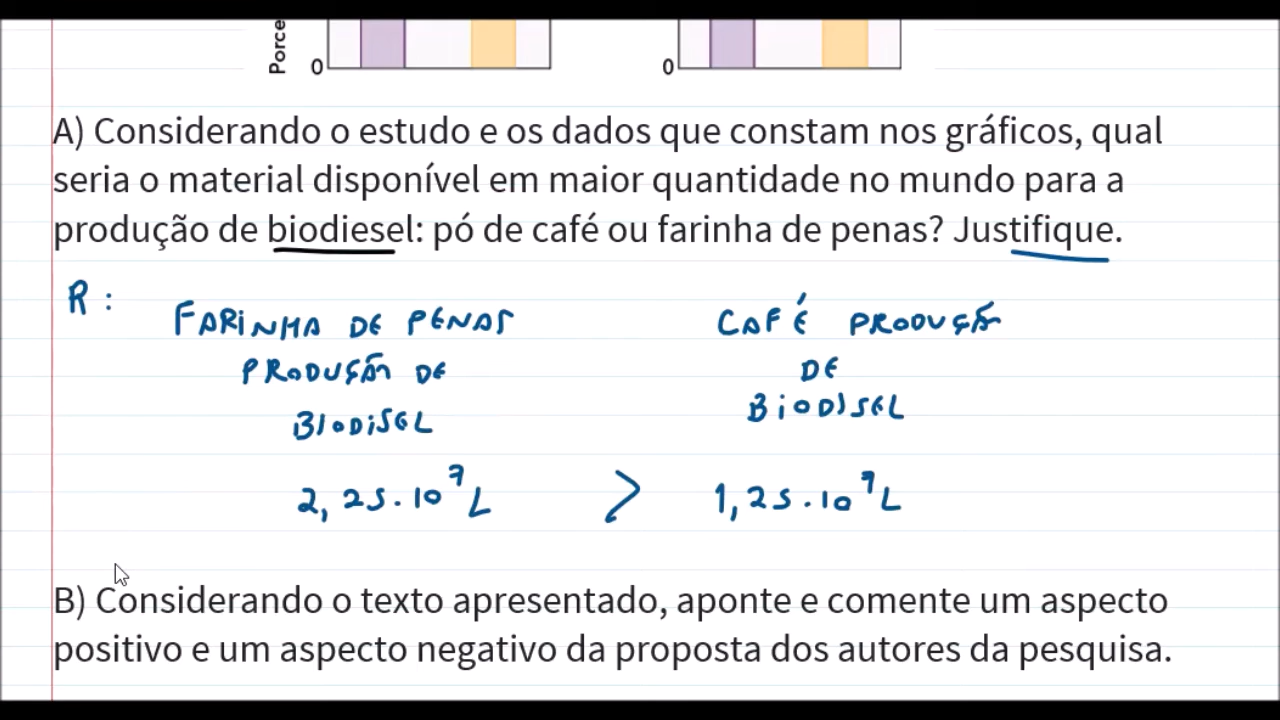 Porce
0
0
A) Considerando o estudo e os dados que constam nos gráficos, qual
seria o material disponível em maior quantidade no mundo para a
produção de biodiesel: pó de café ou farinha de penas? Justifique.
R:
FARINHA DE PENAS
PRODUÇÃO DE
BIODISEL
2,25.10⁷ L > 1,25.10⁹ L
CAFÉ PRODUÇÃO
DE
BIODISEL
B) Considerando o texto apresentado, aponte e comente um aspecto
positivo e um aspecto negativo da proposta dos autores da pesquisa.